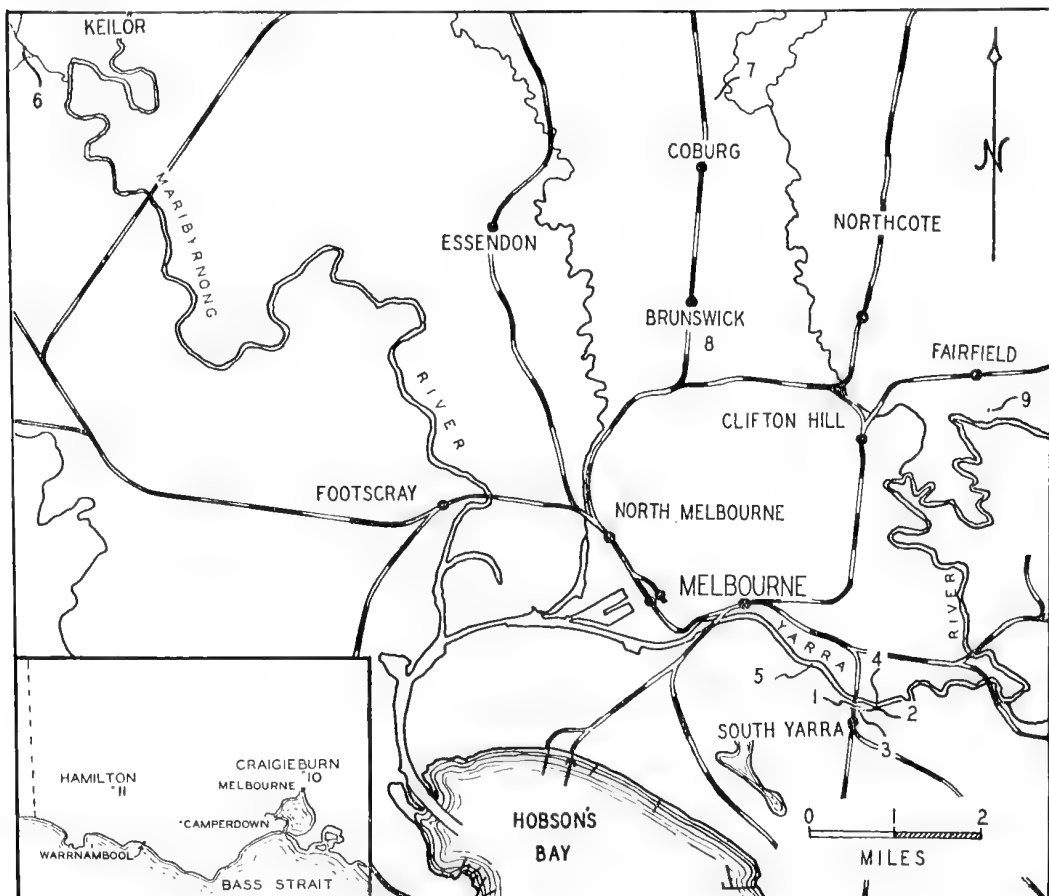 KEILOR
6
7
N
COBURG
MARIBYRNONG
NORTHCOTE
ESSENDON
BRUNSWICK
8
RIVER
FAIRFIELD
9
CLIFTON HILL
FOOTSCRAY
NORTH MELBOURNE
MELBOURNE
RIVER
YARRA
4
5
1
2
SOUTH YARRA
3
HOBSON'S
BAY
0 2
MILES
CRAIGIEBURN
10
HAMILTON
11
MELBOURNE
CAMPERDOWN
WARRNAMBOOL
BASS STRAIT